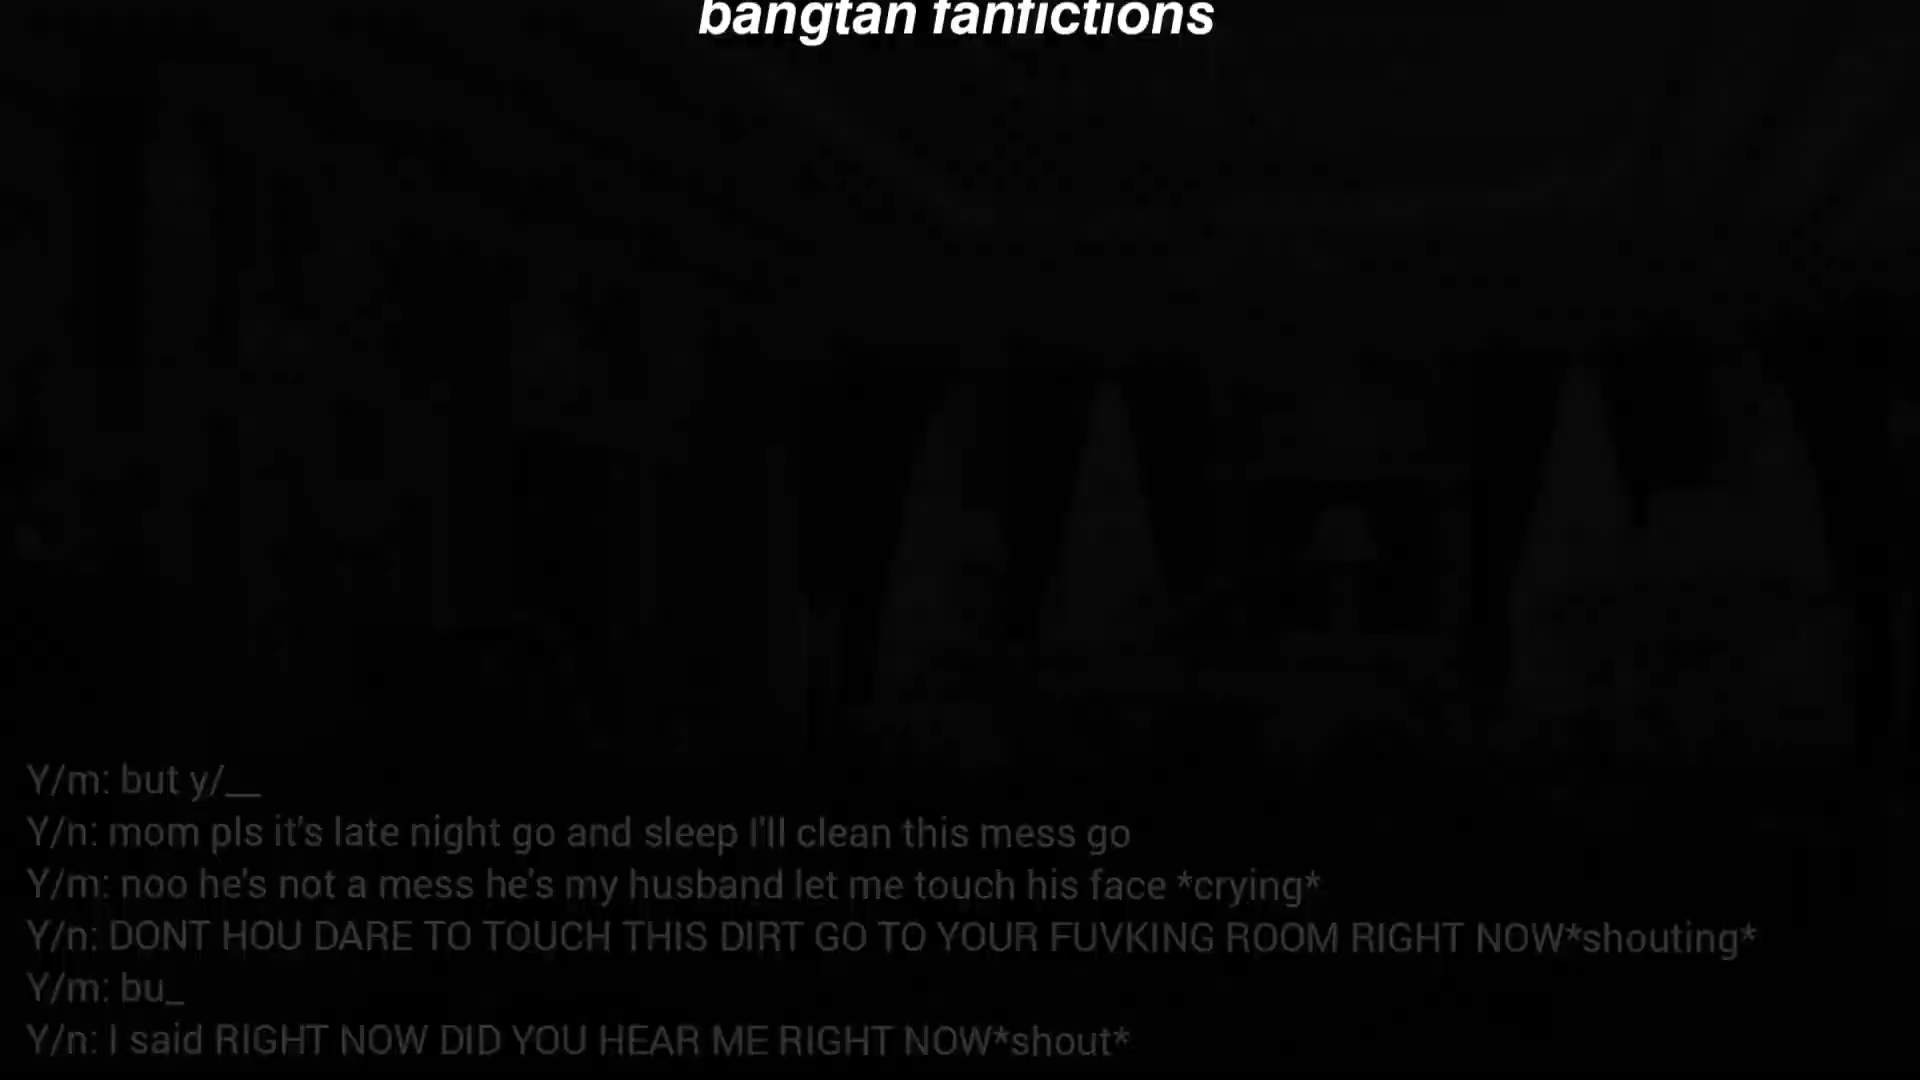 bangtan fanfictions
Y/m: but y/__
Y/n: mom pls it's late night go and sleep I'll clean this mess go
Y/m: noo he's not a mess he's my husband let me touch his face *crying*
Y/n: DONT HOU DARE TO TOUCH THIS DIRT GO TO YOUR FUVKING ROOM RIGHT NOW*shouting*
Y/m: bu_
Y/n: I said RIGHT NOW DID YOU HEAR ME RIGHT NOW*shout*